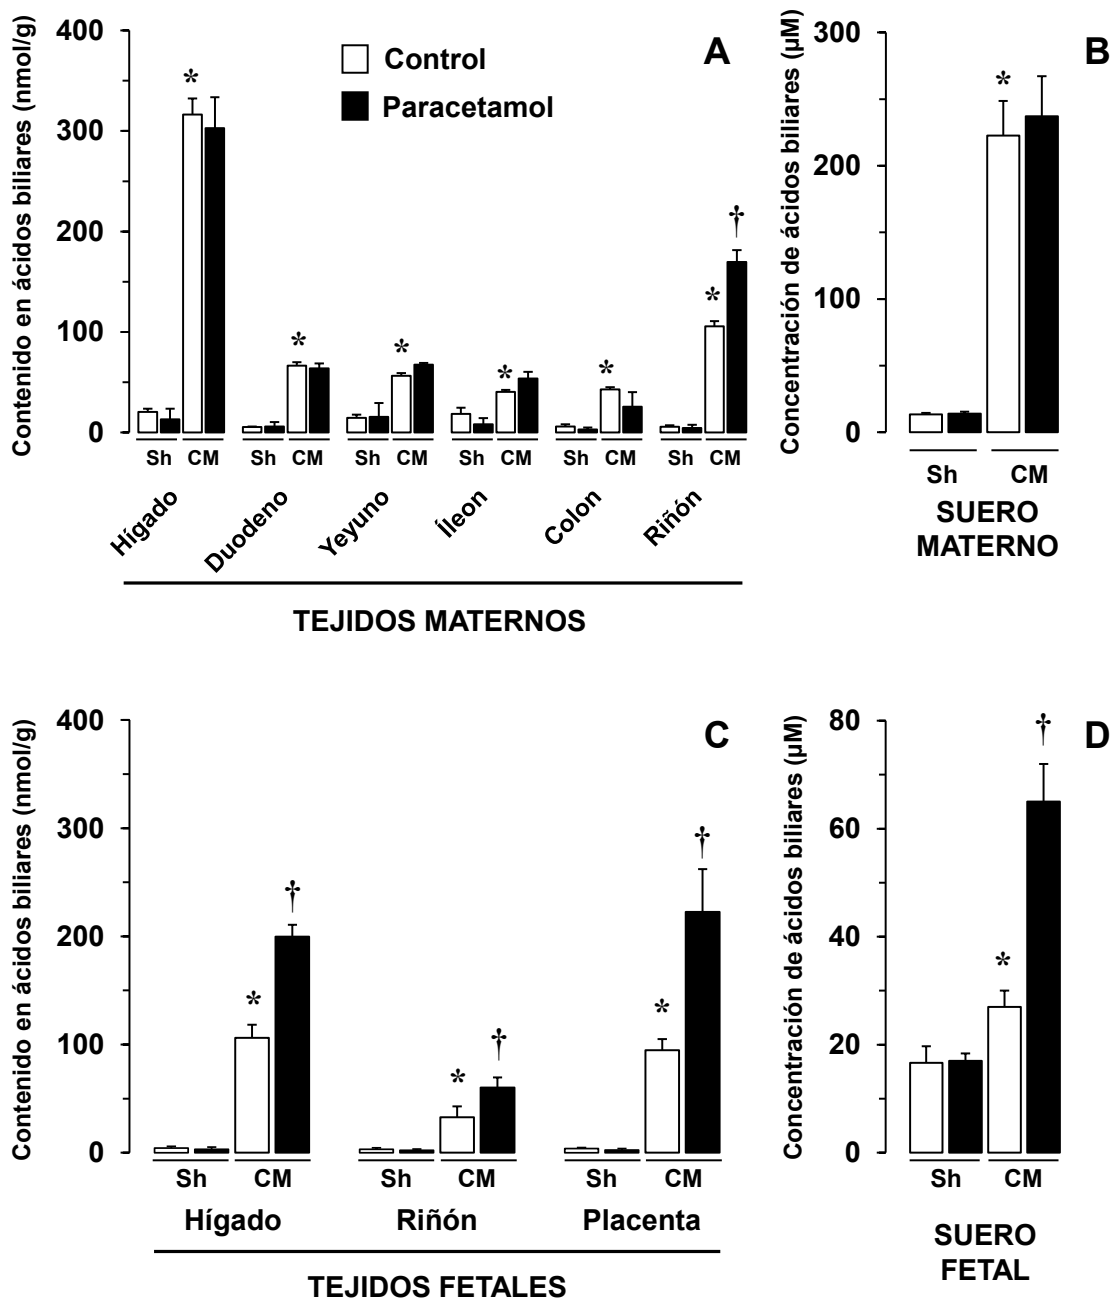 A
Control
Paracetamol
Contenido en ácidos biliares (nmol/g)
400
300
200
100
0
* * * * * * †
Sh CM Sh CM Sh CM Sh CM Sh CM Sh CM
Hígado Duodeno Yeyuno Íleon Colon Riñón
TEJIDOS MATERNOS
B
Concentración de ácidos biliares (µM)
300
200
100
0
*
Sh CM
SUERO
MATERNO
C
Contenido en ácidos biliares (nmol/g)
400
300
200
100
0
* † * † * †
Sh CM Sh CM Sh CM
Hígado Riñón Placenta
TEJIDOS FETALES
D
Concentración de ácidos biliares (µM)
80
60
40
20
0
* †
Sh CM
SUERO
FETAL